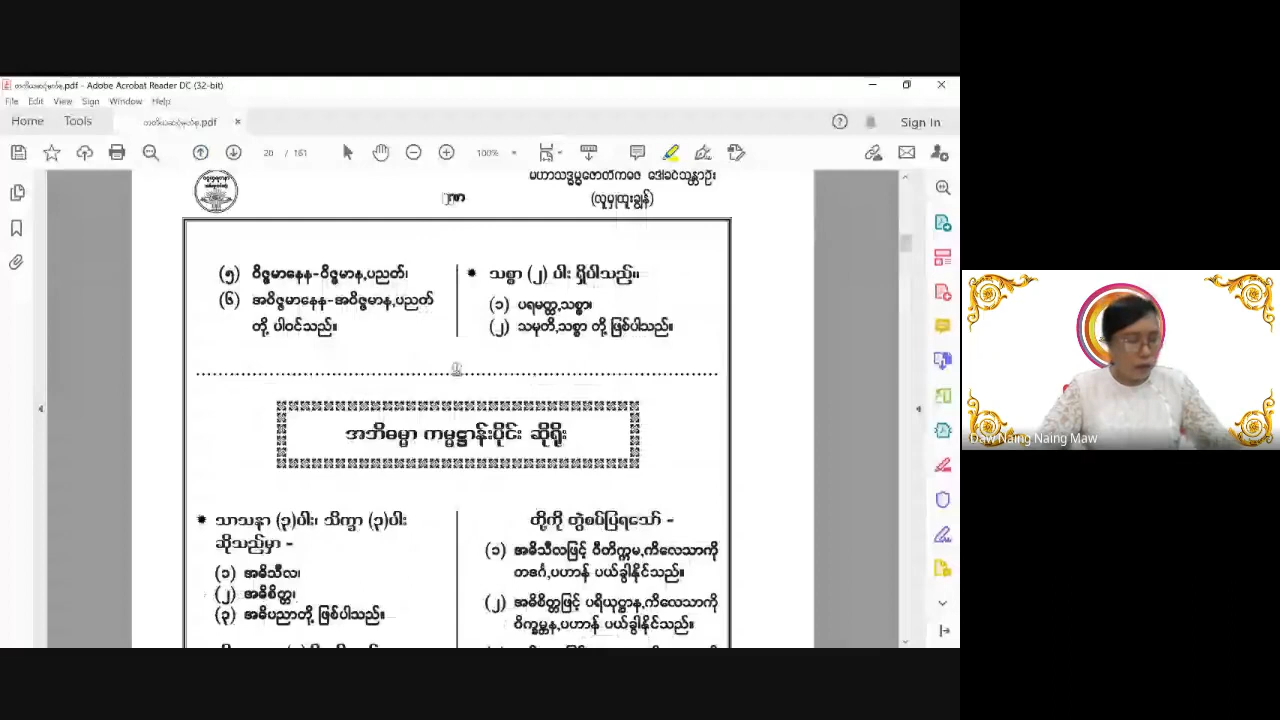 တတိယဆင့်မှတ်စု.pdf - Adobe Acrobat Reader DC (32-bit)
File Edit View Sign Window Help
Home Tools တတိယဆင့်မှတ်စု.pdf × Sign In
20 / 161 100%
မဟာသဒ္ဓမ္မဇောတိကဓဇ ဒေါ်ခင်သန္တာဦး
(လူမှုထူးချွန်)
(၅) ဝိဇ္ဇမာနေန-ဝိဇ္ဇမာန,ပညတ်၊
(၆) အဝိဇ္ဇမာနေန-အဝိဇ္ဇမာန,ပညတ်
တို့ ပါဝင်သည်။
* သစ္စာ (၂) ပါး ရှိပါသည်။
(၁) ပရမတ္ထ,သစ္စာ၊
(၂) သမုတိ,သစ္စာ တို့ ဖြစ်ပါသည်။
အဘိဓမ္မာ ကမ္မဋ္ဌာန်းပိုင်း ဆိုရိုး
* သာသနာ (၃)ပါး၊ သိက္ခာ (၃)ပါး
ဆိုသည်မှာ -
(၁) အဓိသီလ၊
(၂) အဓိစိတ္တ၊
(၃) အဓိပညာတို့ ဖြစ်ပါသည်။
တို့ကို တွဲစပ်ပြရသော် -
(၁) အဓိသီလဖြင့် ဝီတိက္ကမ,ကိလေသာကို
တဒင်္ဂ,ပဟာန် ပယ်ခွါနိုင်သည်။
(၂) အဓိစိတ္တဖြင့် ပရိယုဋ္ဌာန,ကိလေသာကို
ဝိက္ခမ္ဘန,ပဟာန် ပယ်ခွါနိုင်သည်။
Daw Naing Naing Maw